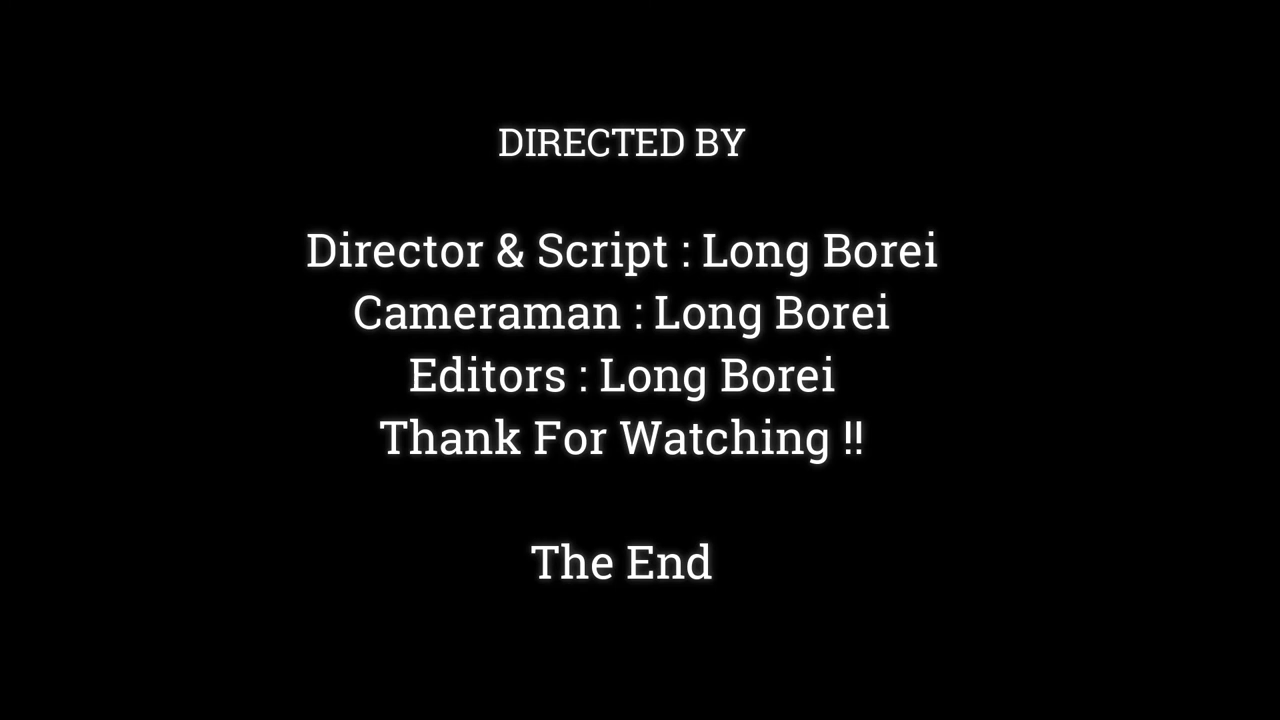 DIRECTED BY
Director & Script : Long Borei
Cameraman : Long Borei
Editors : Long Borei
Thank For Watching !!
The End